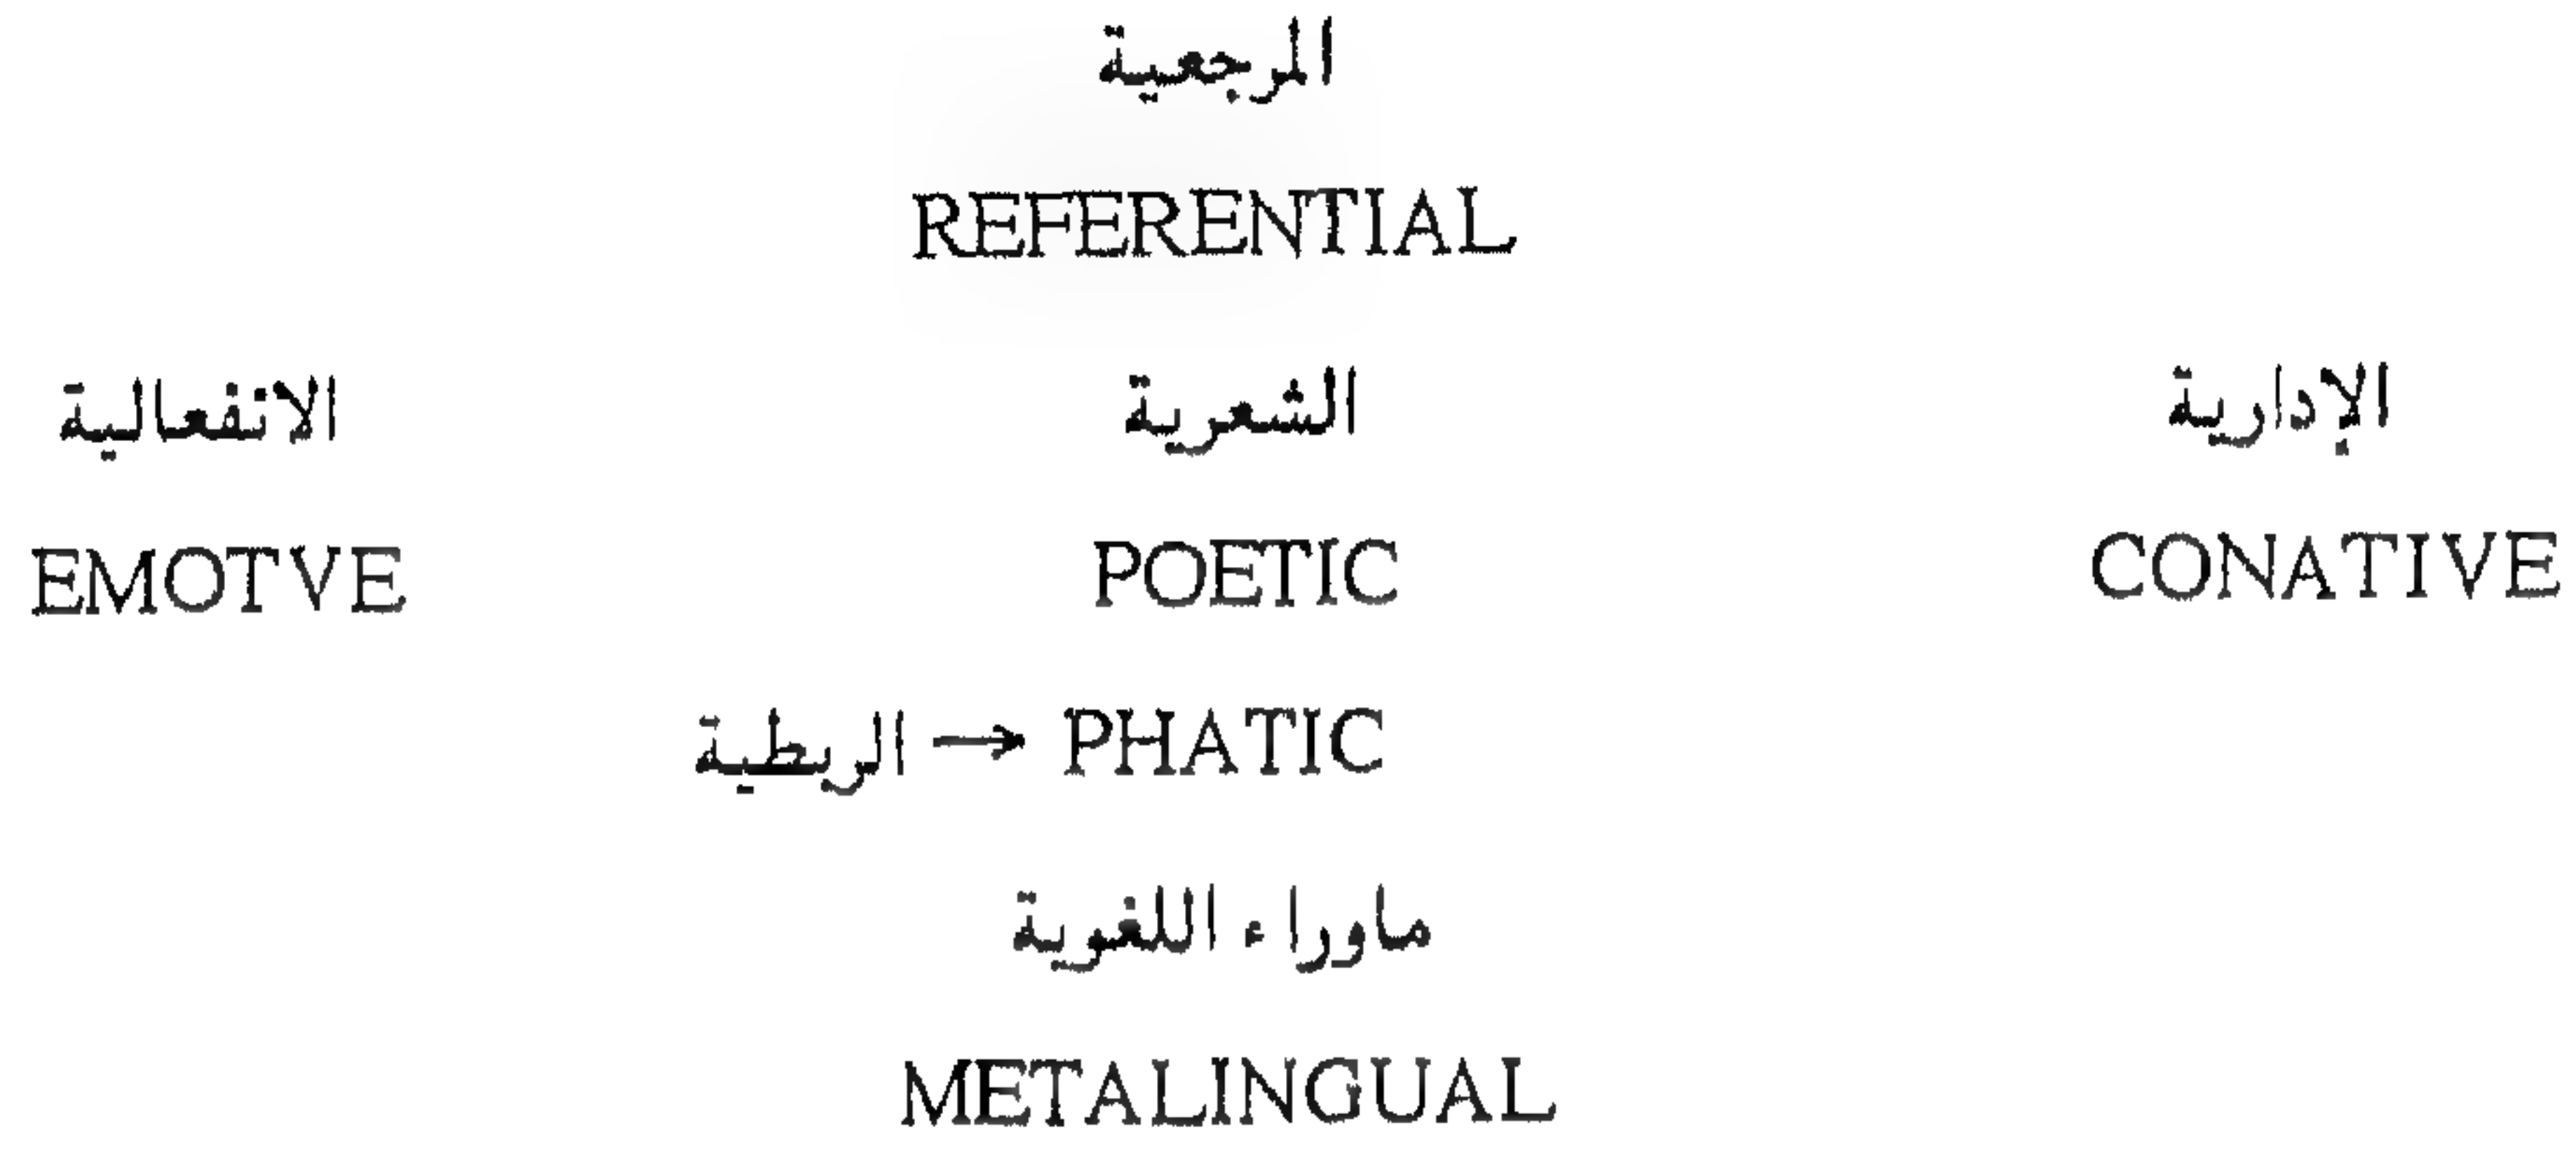 المرجعية
REFERENTIAL
الانفعالية الشعرية الإدارية
EMOTVE POETIC CONATIVE
الربطية → PHATIC
ماوراء اللغوية
METALINGUAL